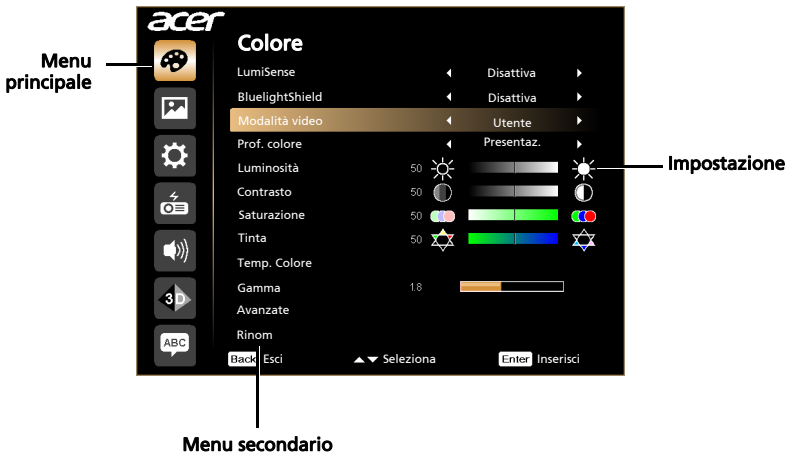 acer
Colore
Menu
principale
LumiSense Disattiva
BluelightShield Disattiva
Modalità video Utente
Prof. colore Presentaz.
Luminosità 50
Impostazione
Contrasto 50
Saturazione 50
Tinta 50
Temp. Colore
Gamma 1.8
Avanzate
Rinom
3D
ABC
Back Esci Seleziona Enter Inserisci
Menu secondario